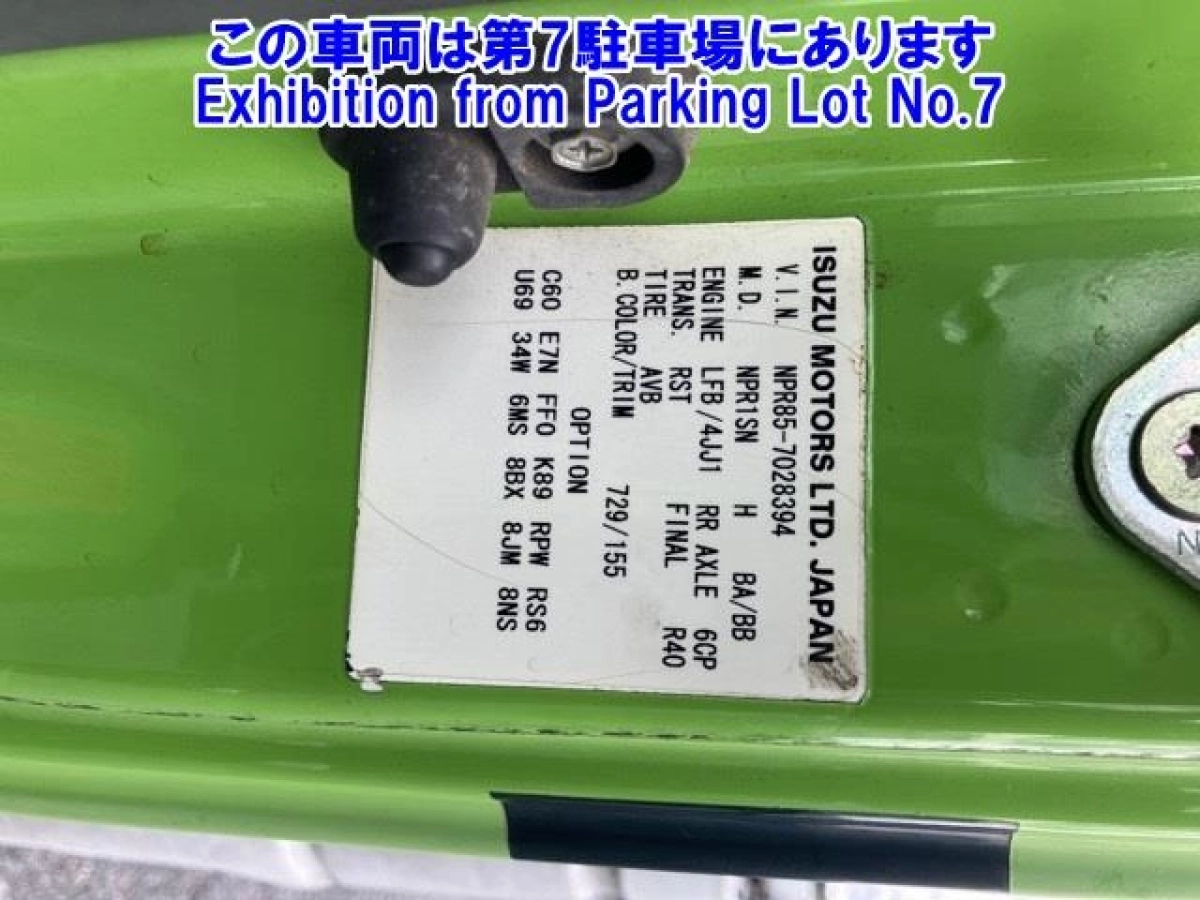 この車両は第7駐車場にあります
Exhibition from Parking Lot No.7
ISUZU MOTORS LTD. JAPAN
V.I.N. NPR85-7028394
M.D. NPR1SN H BA/BB
ENGINE LFB/4JJ1 RR AXLE 6CP
TRANS. RST FINAL R40
TIRE AVB
B.COLOR/TRIM 729/155
OPTION
C60 E7N FF0 K89 RPW RS6
U69 34W 6MS 8BX 8JM 8NS
N